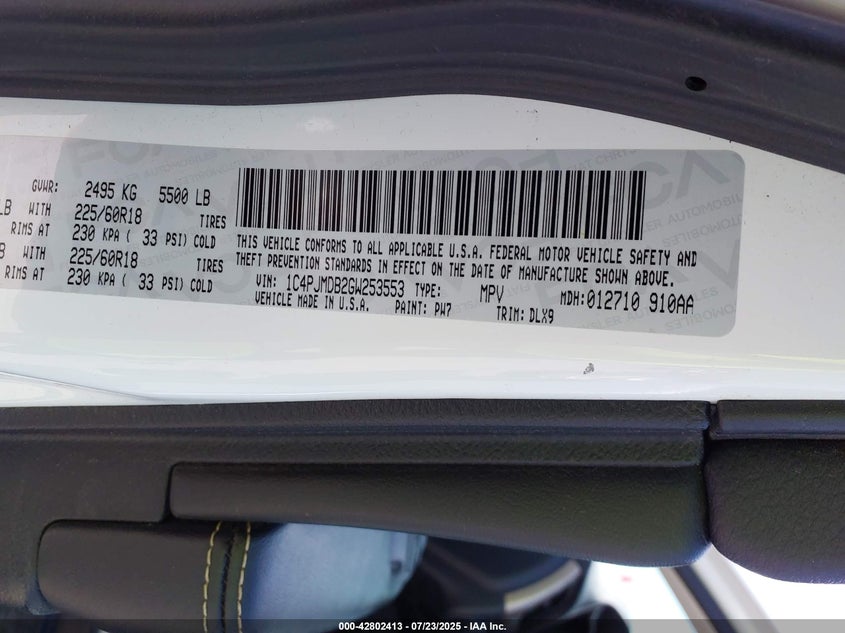 GVWR: 2495 KG 5500 LB
LB WITH 225/60R18 TIRES
RIMS AT 230 KPA ( 33 PSI) COLD
B WITH 225/60R18 TIRES
RIMS AT 230 KPA ( 33 PSI) COLD
THIS VEHICLE CONFORMS TO ALL APPLICABLE U.S.A. FEDERAL MOTOR VEHICLE SAFETY AND
THEFT PREVENTION STANDARDS IN EFFECT ON THE DATE OF MANUFACTURE SHOWN ABOVE.
VIN: 1C4PJMDB2GW253553 TYPE: MPV MDH: 012710 910AA
VEHICLE MADE IN U.S.A. PAINT: PW7 TRIM: DLX9
000-42802413 - 07/23/2025 - IAA Inc.